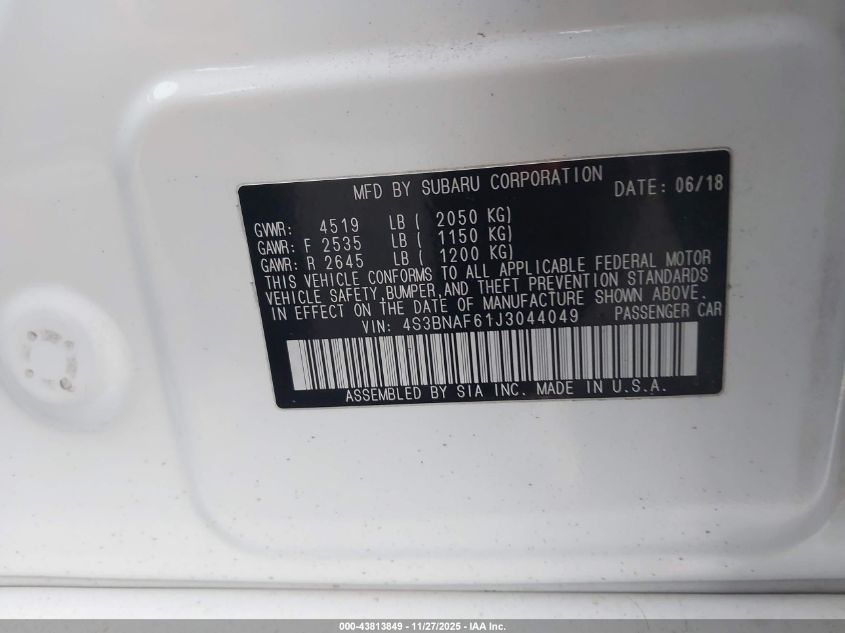 MFD BY SUBARU CORPORATION DATE: 06/18
GVWR: 4519 LB ( 2050 KG)
GAWR: F 2535 LB ( 1150 KG)
GAWR: R 2645 LB ( 1200 KG)
THIS VEHICLE CONFORMS TO ALL APPLICABLE FEDERAL MOTOR
VEHICLE SAFETY,BUMPER,AND THEFT PREVENTION STANDARDS
IN EFFECT ON THE DATE OF MANUFACTURE SHOWN ABOVE.
VIN: 4S3BNAF61J3044049 PASSENGER CAR
ASSEMBLED BY SIA INC. MADE IN U.S.A.
000-43813849 - 11/27/2025 - IAA Inc.